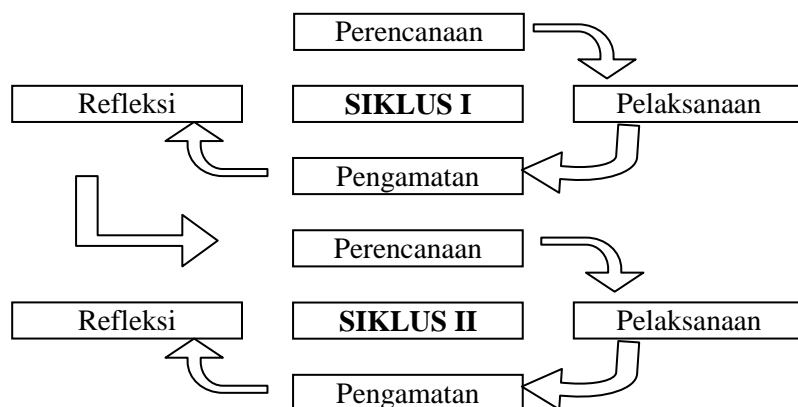 Perencanaan
Refleksi
SIKLUS I
Pelaksanaan
Pengamatan
Perencanaan
Refleksi
SIKLUS II
Pelaksanaan
Pengamatan